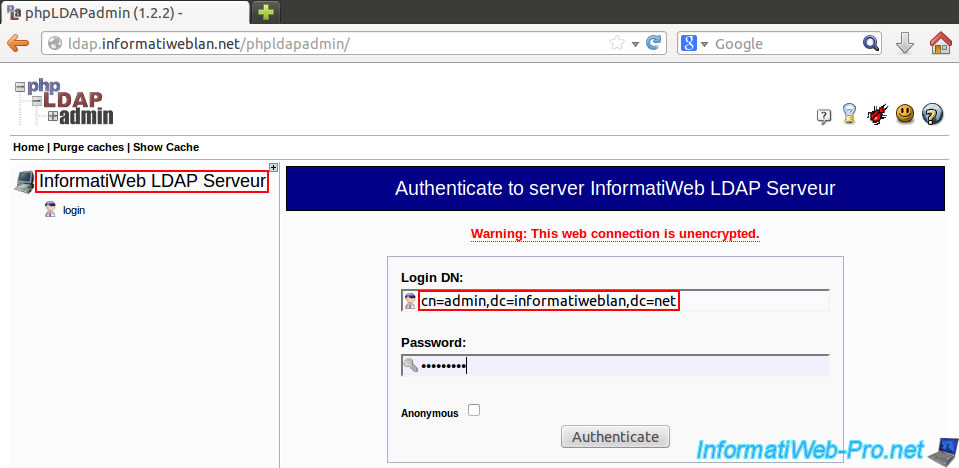 phpLDAPadmin (1.2.2) -
ldap.informatiweblan.net/phpldapadmin/
Google
php
LDAP
admin
Home | Purge caches | Show Cache
InformatiWeb LDAP Serveur
login
Authenticate to server InformatiWeb LDAP Serveur
Warning: This web connection is unencrypted.
Login DN:
cn=admin,dc=informatiweblan,dc=net
Password:
•••••••••
Anonymous
Authenticate
InformatiWeb-Pro.net